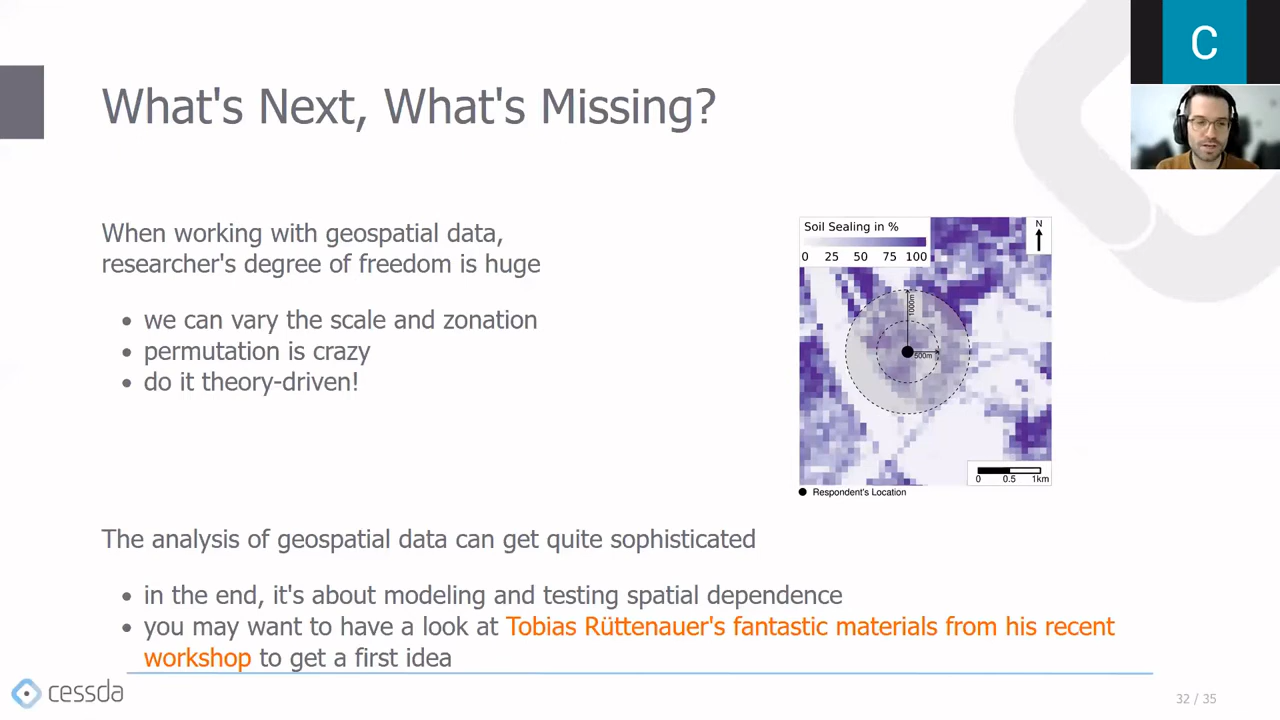 C
What's Next, What's Missing?
When working with geospatial data,
researcher's degree of freedom is huge
• we can vary the scale and zonation
• permutation is crazy
• do it theory-driven!
Soil Sealing in %
0 25 50 75 100
N
1000m
500m
0 0.5 1km
Respondent's Location
The analysis of geospatial data can get quite sophisticated
• in the end, it's about modeling and testing spatial dependence
• you may want to have a look at Tobias Rüttenauer's fantastic materials from his recent
workshop to get a first idea
cessda
32 / 35